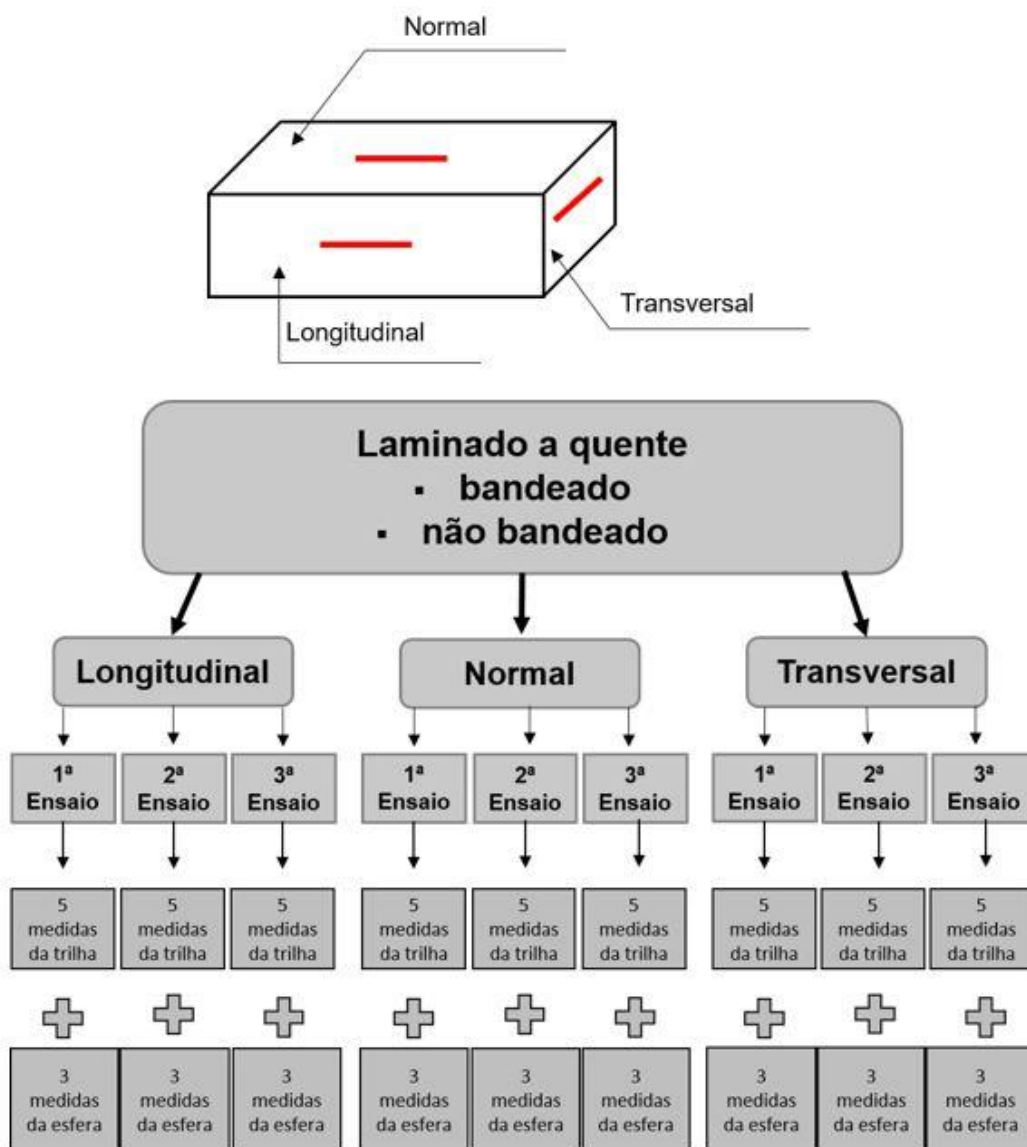 Normal
Transversal
Longitudinal
Laminado a quente
▪ bandeado
▪ não bandeado
Longitudinal
Normal
Transversal
1ª
Ensaio
2ª
Ensaio
3ª
Ensaio
1ª
Ensaio
2ª
Ensaio
3ª
Ensaio
1ª
Ensaio
2ª
Ensaio
3ª
Ensaio
5
medidas
da trilha
5
medidas
da trilha
5
medidas
da trilha
5
medidas
da trilha
5
medidas
da trilha
5
medidas
da trilha
5
medidas
da trilha
5
medidas
da trilha
5
medidas
da trilha
3
medidas
da esfera
3
medidas
da esfera
3
medidas
da esfera
3
medidas
da esfera
3
medidas
da esfera
3
medidas
da esfera
3
medidas
da esfera
3
medidas
da esfera
3
medidas
da esfera